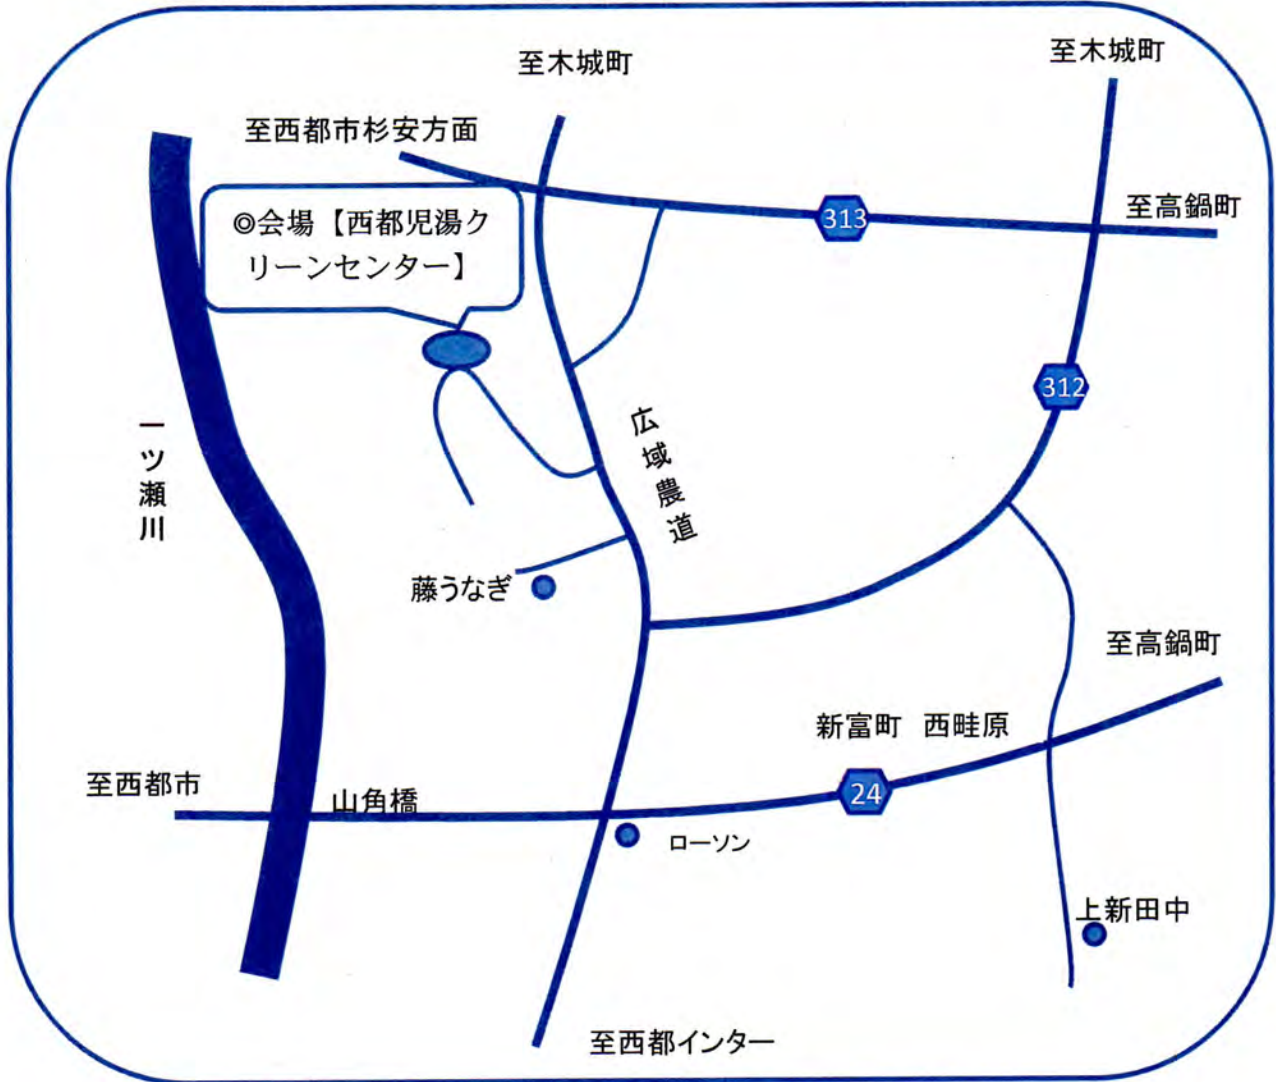 至木城町
至木城町
至西都市杉安方面
至高鍋町
313
◎会場【西都児湯ク
リーンセンター】
312
広域農道
一ツ瀬川
藤うなぎ
至高鍋町
新富町 西畦原
至西都市
山角橋
24
ローソン
上新田中
至西都インター